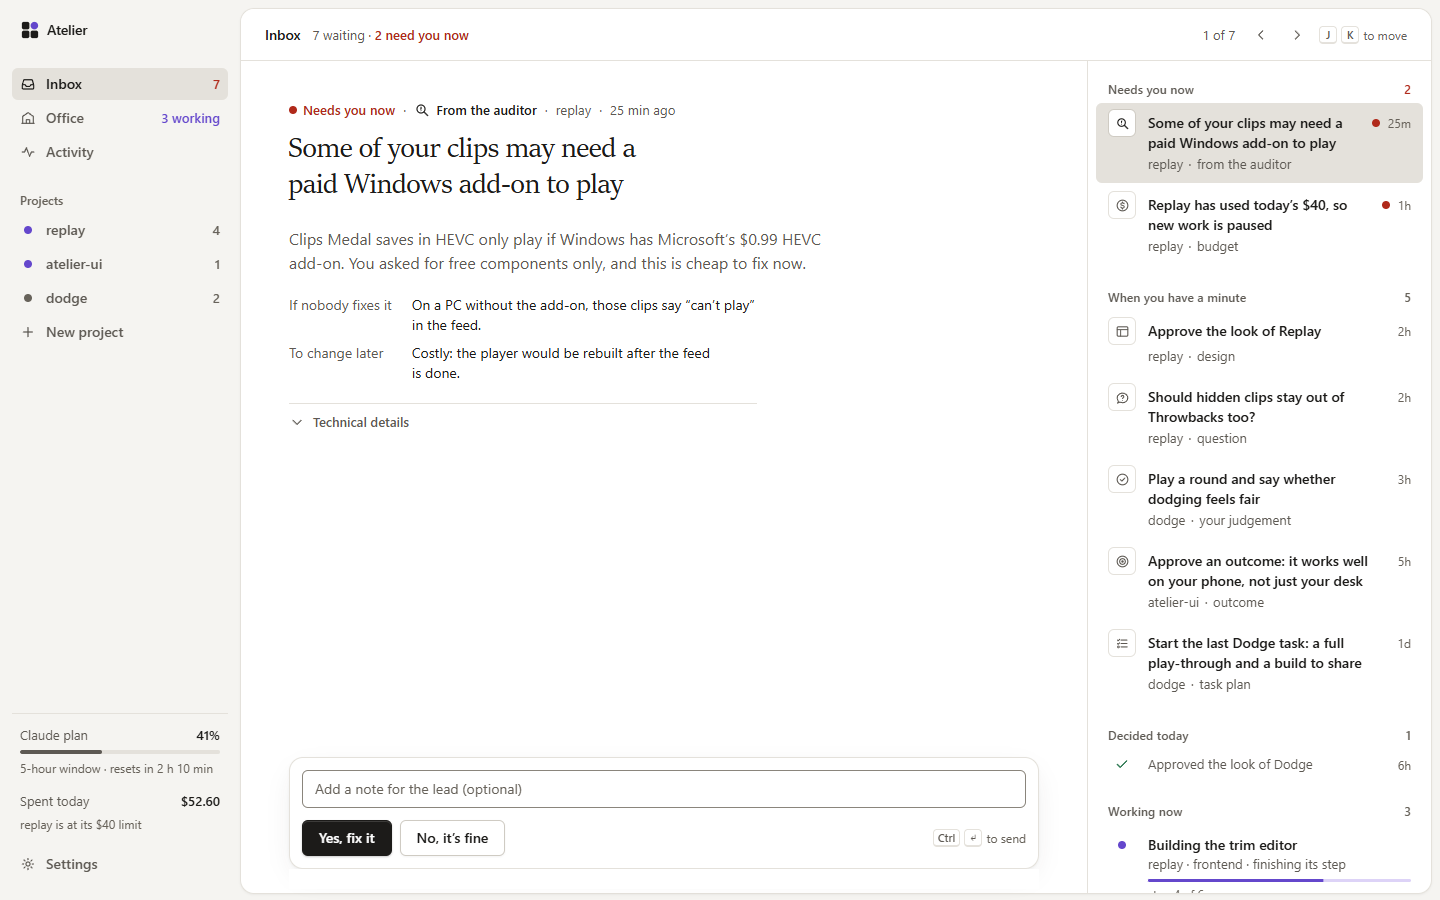 Atelier
Inbox 7
Office 3 working
Activity
Projects
replay 4
atelier-ui 1
dodge 2
New project
Claude plan 41%
5-hour window · resets in 2 h 10 min
Spent today $52.60
replay is at its $40 limit
Settings
Inbox 7 waiting · 2 need you now
1 of 7 J K to move
Needs you now · From the auditor · replay · 25 min ago
Some of your clips may need a
paid Windows add-on to play
Clips Medal saves in HEVC only play if Windows has Microsoft’s $0.99 HEVC
add-on. You asked for free components only, and this is cheap to fix now.
If nobody fixes it On a PC without the add-on, those clips say “can’t play”
in the feed.
To change later Costly: the player would be rebuilt after the feed
is done.
Technical details
Add a note for the lead (optional)
Yes, fix it No, it’s fine Ctrl ↵ to send
Needs you now 2
Some of your clips may need a 25m
paid Windows add-on to play
replay · from the auditor
Replay has used today’s $40, so 1h
new work is paused
replay · budget
When you have a minute 5
Approve the look of Replay 2h
replay · design
Should hidden clips stay out of 2h
Throwbacks too?
replay · question
Play a round and say whether 3h
dodging feels fair
dodge · your judgement
Approve an outcome: it works well 5h
on your phone, not just your desk
atelier-ui · outcome
Start the last Dodge task: a full 1d
play-through and a build to share
dodge · task plan
Decided today 1
Approved the look of Dodge 6h
Working now 3
Building the trim editor
replay · frontend · finishing its step